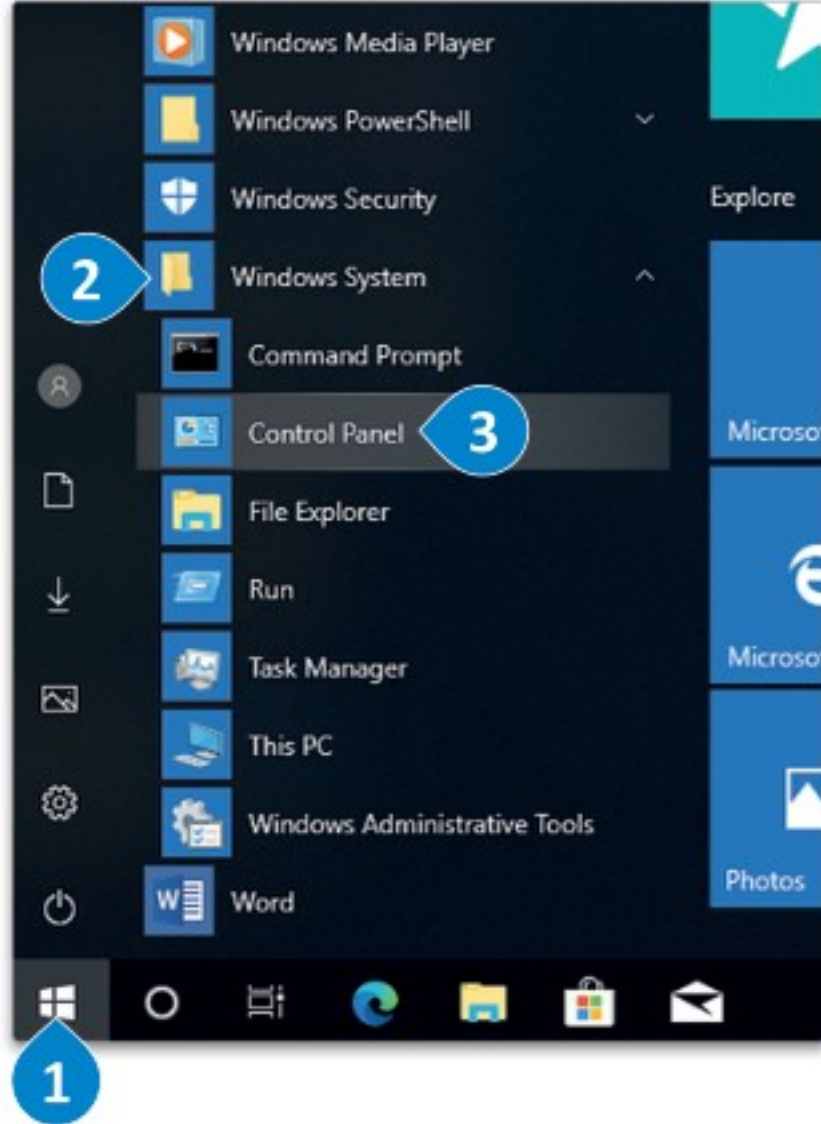 Windows Media Player
Windows PowerShell
Windows Security
Explore
2
Windows System
Command Prompt
Control Panel
3
Microso
File Explorer
Run
Task Manager
Microso
This PC
Windows Administrative Tools
Photos
W
Word
1